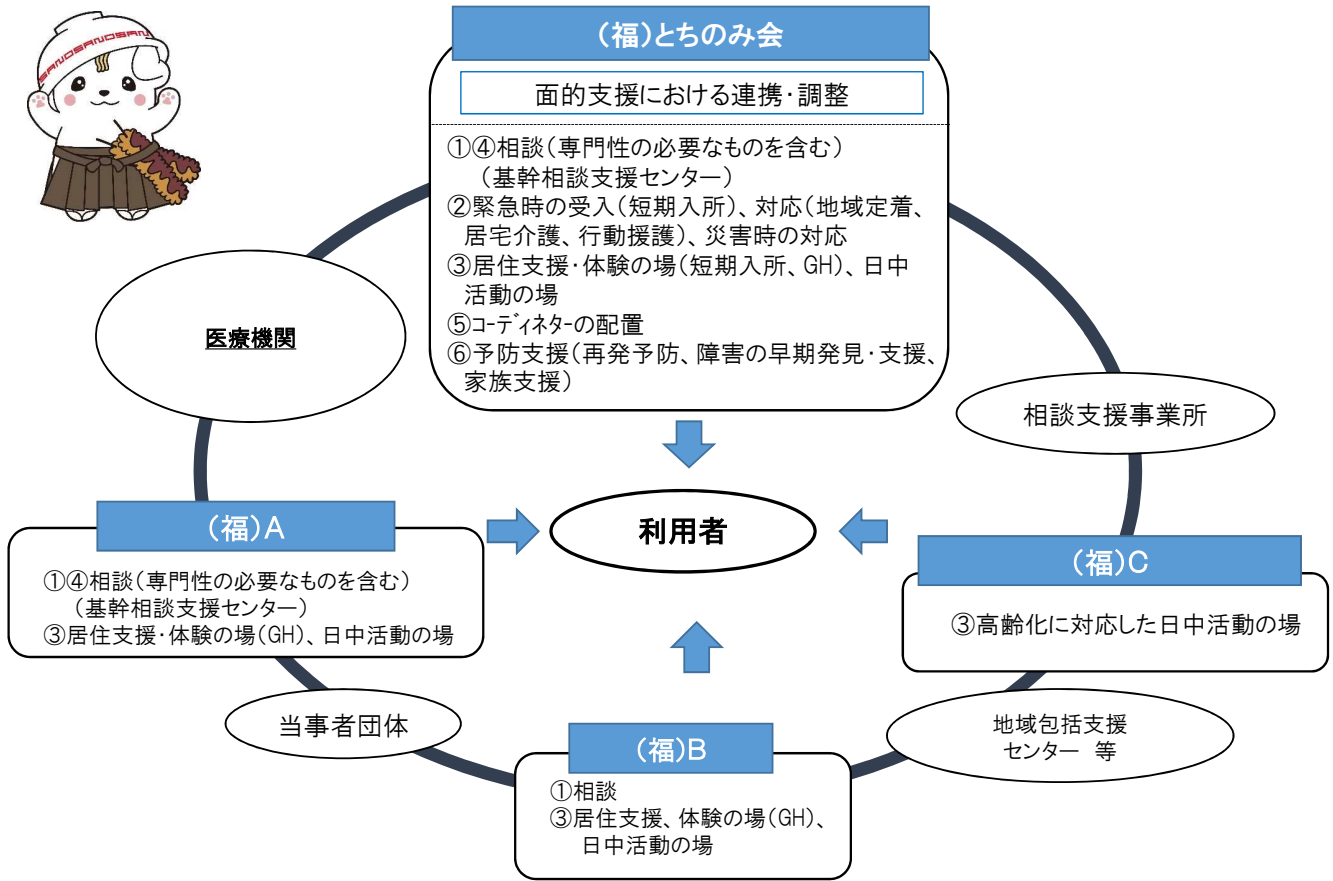 SANOSANOSAN
(福)とちのみ会
面的支援における連携・調整
①④相談(専門性の必要なものを含む)
(基幹相談支援センター)
②緊急時の受入(短期入所)、対応(地域定着、
居宅介護、行動援護)、災害時の対応
③居住支援・体験の場(短期入所、GH)、日中
活動の場
⑤コーディネターの配置
⑥予防支援(再発予防、障害の早期発見・支援、
家族支援)
医療機関
相談支援事業所
利用者
(福)A
①④相談(専門性の必要なものを含む)
(基幹相談支援センター)
③居住支援・体験の場(GH)、日中活動の場
(福)C
③高齢化に対応した日中活動の場
当事者団体
地域包括支援
センター 等
(福)B
①相談
③居住支援、体験の場(GH)、
日中活動の場